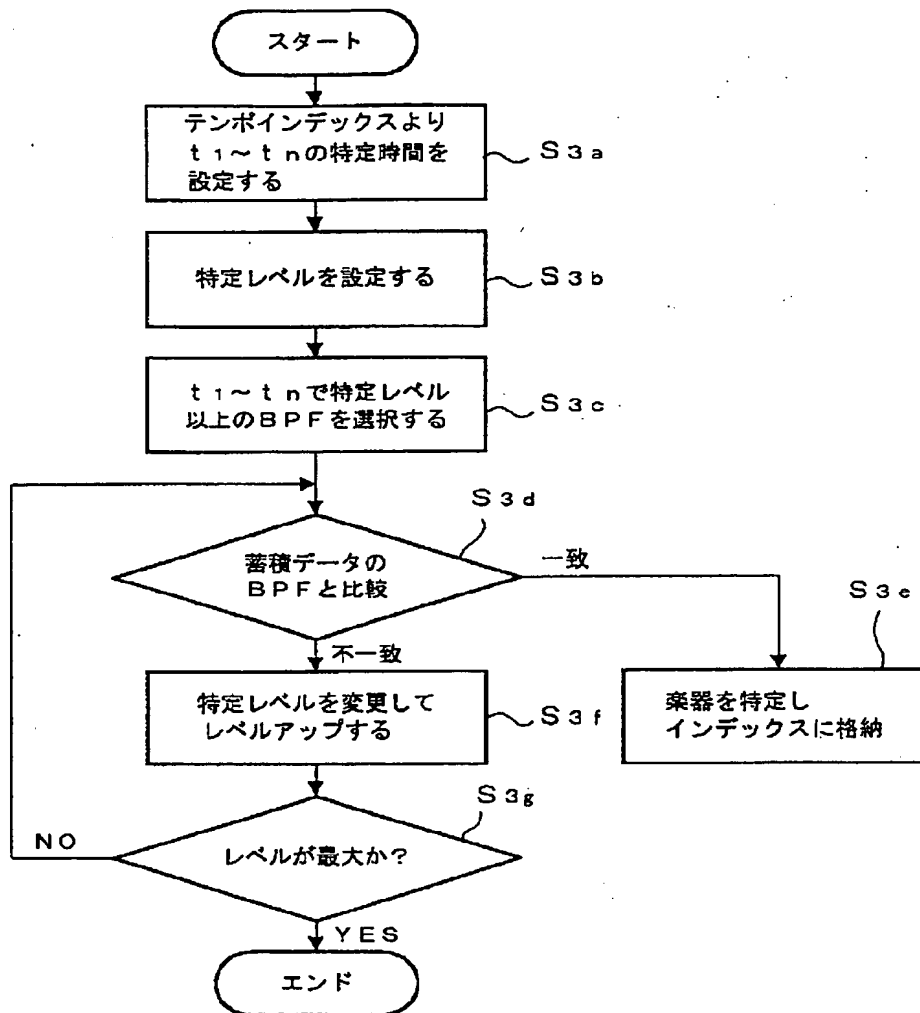 スタート
テンポインデックスより
t1～tnの特定時間を
設定する
S3a
特定レベルを設定する
S3b
t1～tnで特定レベル
以上のBPFを選択する
S3c
S3d
蓄積データの
BPFと比較
一致
不一致
S3e
楽器を特定し
インデックスに格納
特定レベルを変更して
レベルアップする
S3f
S3g
レベルが最大か？
NO
YES
エンド